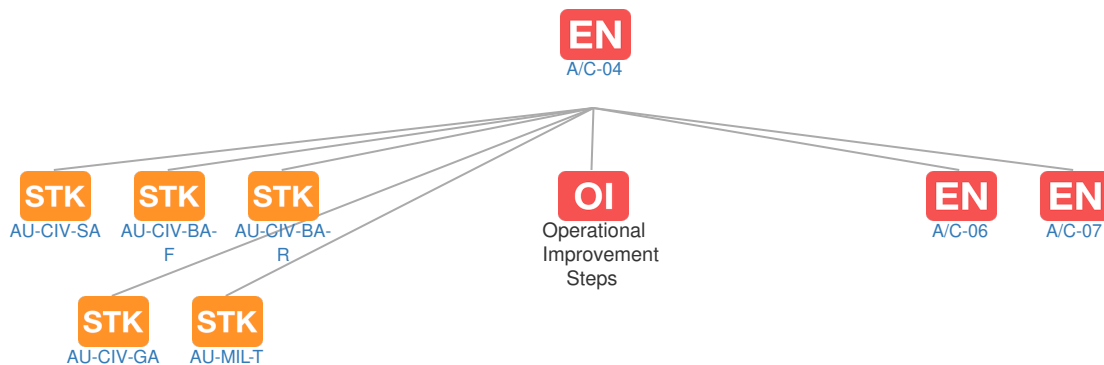 EN
A/C-04
STK
AU-CIV-SA
STK
AU-CIV-BA-
F
STK
AU-CIV-BA-
R
OI
Operational
Improvement
Steps
EN
A/C-06
EN
A/C-07
STK
AU-CIV-GA
STK
AU-MIL-T